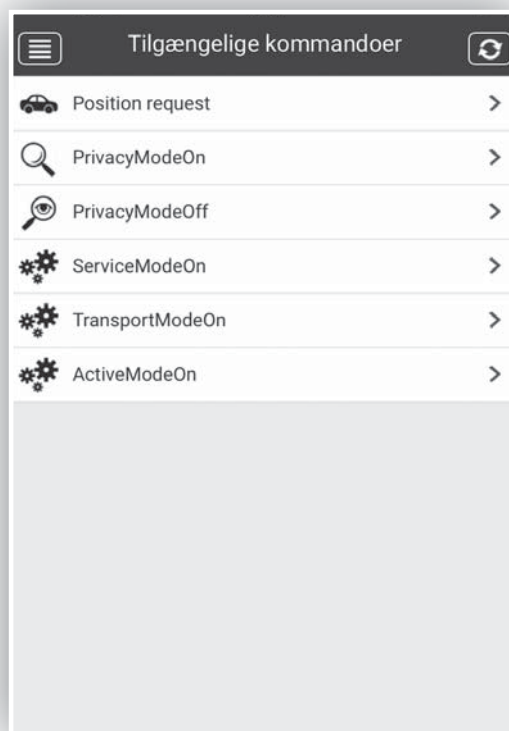 Tilgængelige kommandoer
Position request
PrivacyModeOn
PrivacyModeOff
ServiceModeOn
TransportModeOn
ActiveModeOn